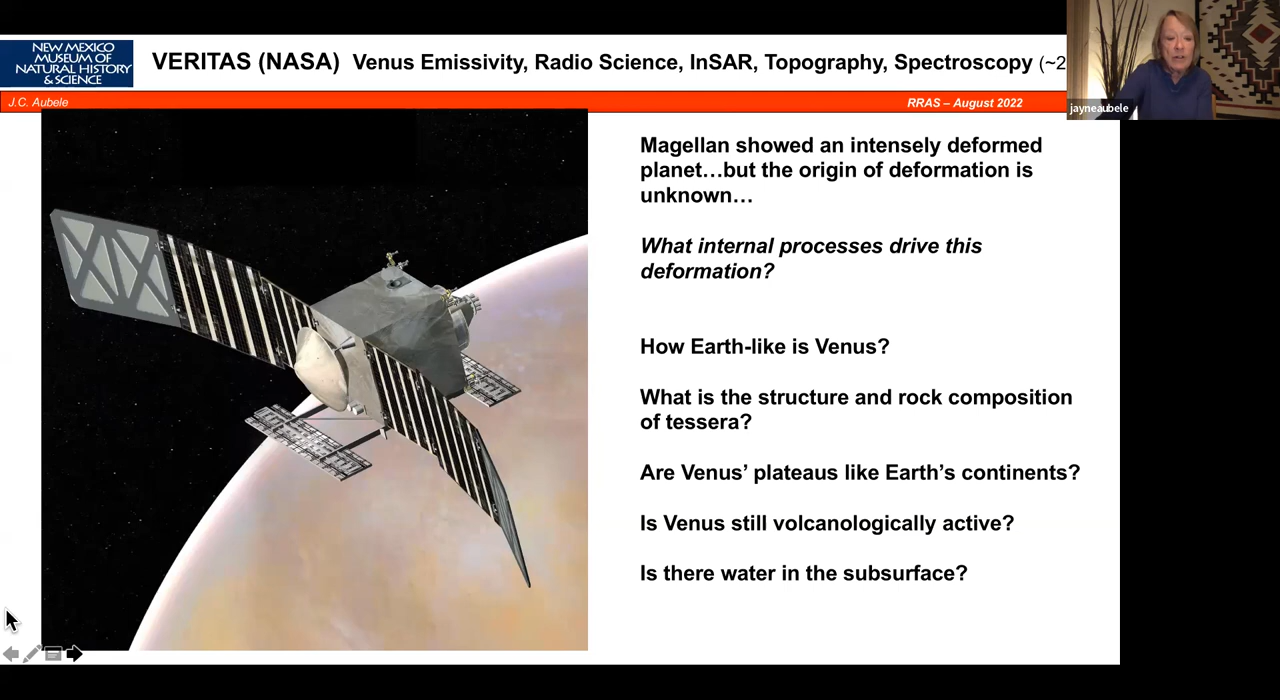 NEW MEXICO
MUSEUM OF
NATURAL HISTORY
& SCIENCE
VERITAS (NASA) Venus Emissivity, Radio Science, InSAR, Topography, Spectroscopy (~2
jayneaubele
J.C. Aubele
RRAS – August 2022
Magellan showed an intensely deformed
planet…but the origin of deformation is
unknown…
What internal processes drive this
deformation?
How Earth-like is Venus?
What is the structure and rock composition
of tessera?
Are Venus’ plateaus like Earth’s continents?
Is Venus still volcanologically active?
Is there water in the subsurface?